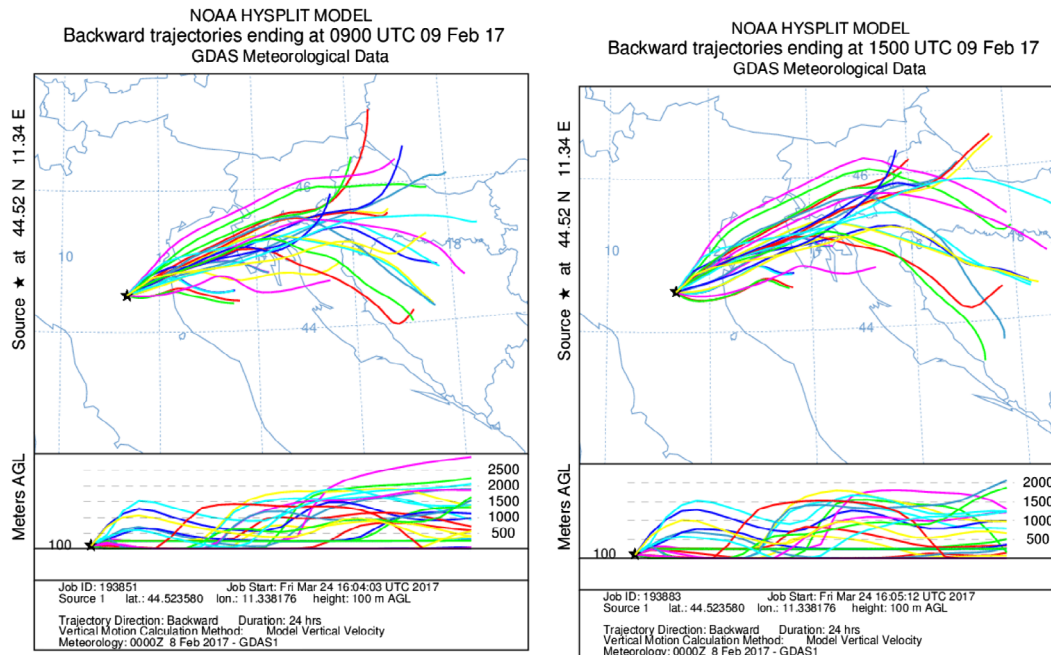 NOAA HYSPLIT MODEL
Backward trajectories ending at 0900 UTC 09 Feb 17
GDAS Meteorological Data
Source ★ at 44.52 N 11.34 E
10
46
18
44
Meters AGL
2500
2000
1500
1000
500
100
Job ID: 193851 Job Start: Fri Mar 24 16:04:03 UTC 2017
Source 1 lat.: 44.523580 lon.: 11.338176 height: 100 m AGL
Trajectory Direction: Backward Duration: 24 hrs
Vertical Motion Calculation Method: Model Vertical Velocity
Meteorology: 0000Z 8 Feb 2017 - GDAS1
NOAA HYSPLIT MODEL
Backward trajectories ending at 1500 UTC 09 Feb 17
GDAS Meteorological Data
Source ★ at 44.52 N 11.34 E
10
46
18
44
Meters AGL
2000
1500
1000
500
100
Job ID: 193883 Job Start: Fri Mar 24 16:05:12 UTC 2017
Source 1 lat.: 44.523580 lon.: 11.338176 height: 100 m AGL
Trajectory Direction: Backward Duration: 24 hrs
Vertical Motion Calculation Method: Model Vertical Velocity
Meteorology: 0000Z 8 Feb 2017 - GDAS1